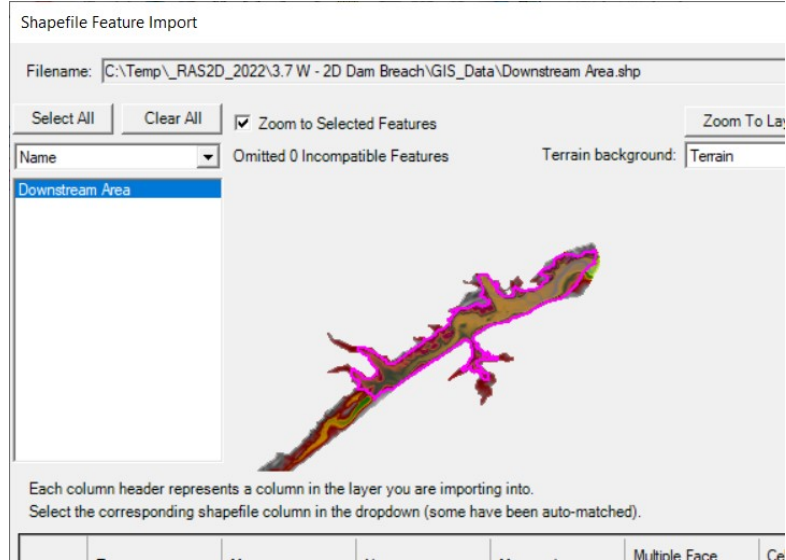 Shapefile Feature Import
Filename: C:\Temp\_RAS2D_2022\3.7 W - 2D Dam Breach\GIS_Data\Downstream Area.shp
Select All Clear All Zoom to Selected Features Zoom To Lay
Name Omitted 0 Incompatible Features Terrain background: Terrain
Downstream Area
Each column header represents a column in the layer you are importing into.
Select the corresponding shapefile column in the dropdown (some have been auto-matched).
Multiple Face